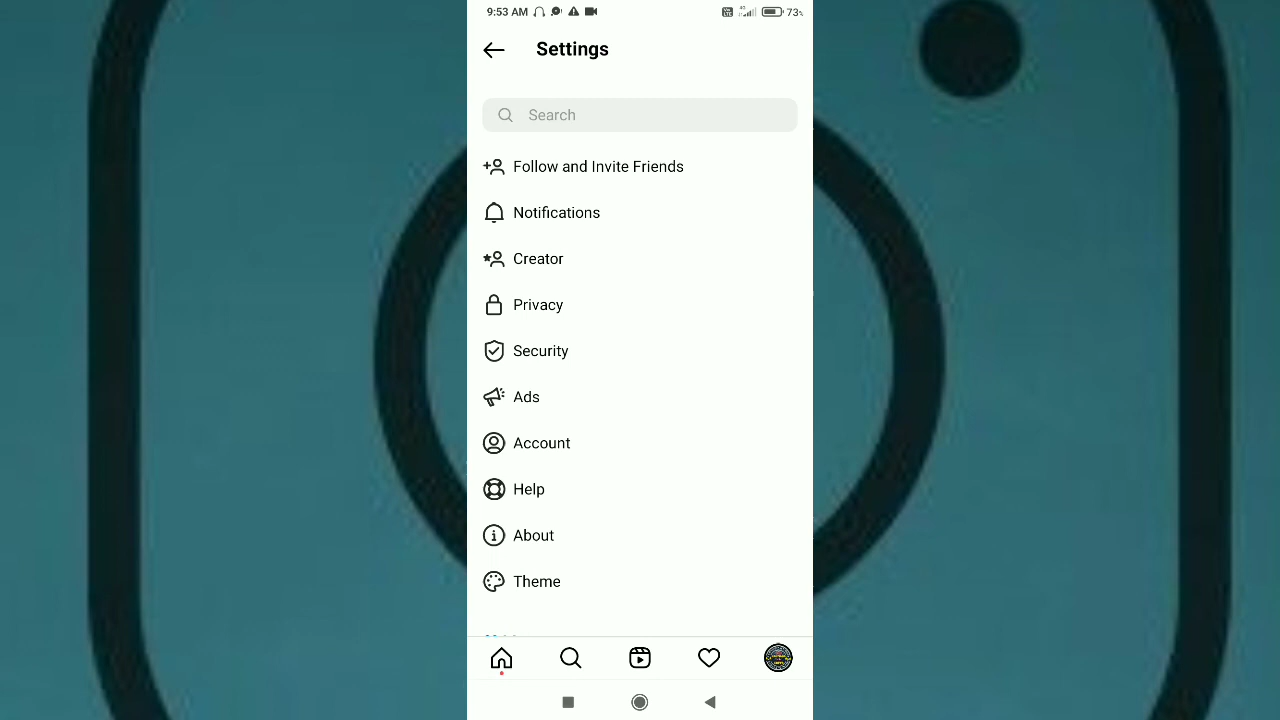 9:53 AM 73%
Settings
Search
Follow and Invite Friends
Notifications
Creator
Privacy
Security
Ads
Account
Help
About
Theme